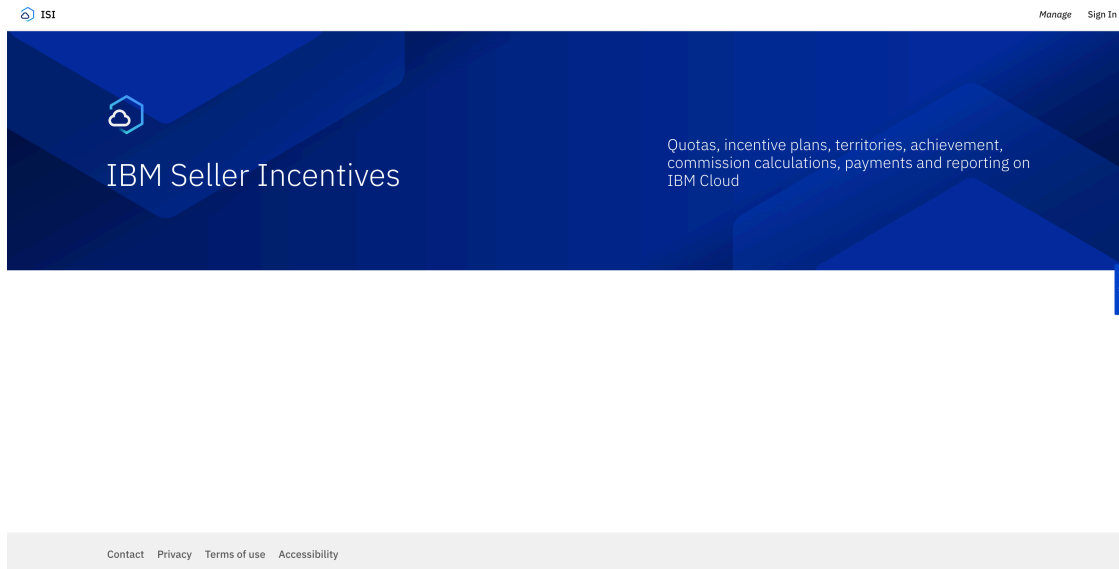 ISI
Manage Sign In
IBM Seller Incentives
Quotas, incentive plans, territories, achievement,
commission calculations, payments and reporting on
IBM Cloud
Contact Privacy Terms of use Accessibility